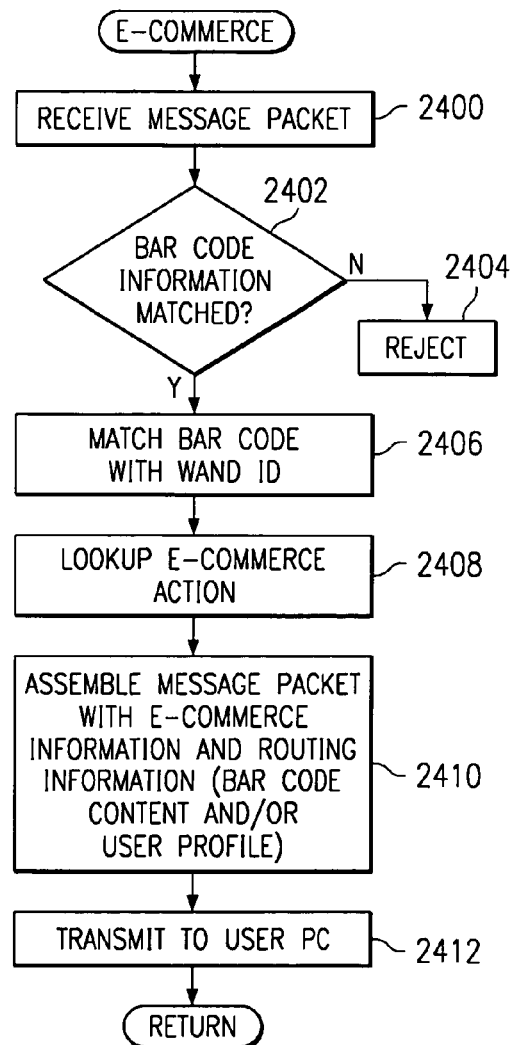 E-COMMERCE
RECEIVE MESSAGE PACKET
2400
2402
BAR CODE
INFORMATION
MATCHED?
N
2404
REJECT
Y
MATCH BAR CODE
WITH WAND ID
2406
LOOKUP E-COMMERCE
ACTION
2408
ASSEMBLE MESSAGE PACKET
WITH E-COMMERCE
INFORMATION AND ROUTING
INFORMATION (BAR CODE
CONTENT AND/OR
USER PROFILE)
2410
TRANSMIT TO USER PC
2412
RETURN